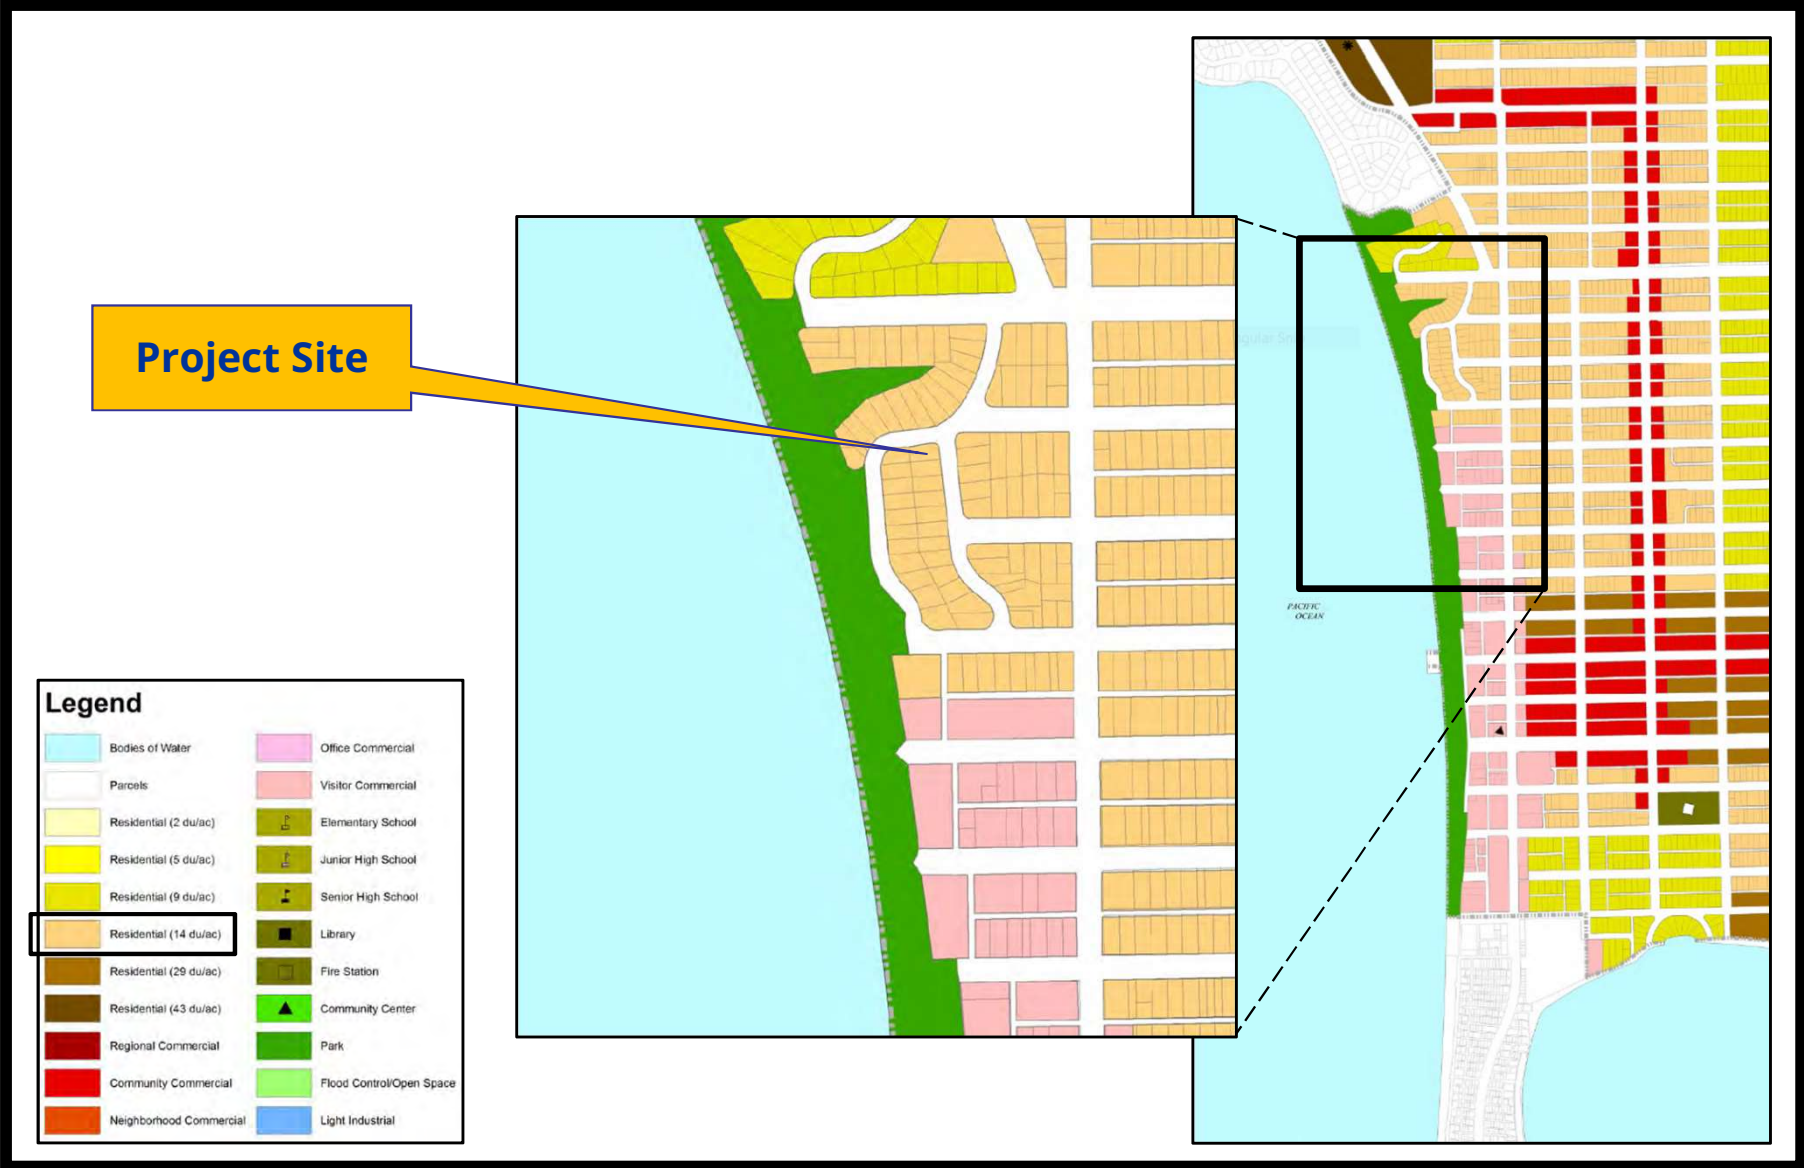 Project Site
PACIFIC
OCEAN
Legend
Bodies of Water
Parcels
Residential (2 du/ac)
Residential (5 du/ac)
Residential (9 du/ac)
Residential (14 du/ac)
Residential (29 du/ac)
Residential (43 du/ac)
Regional Commercial
Community Commercial
Neighborhood Commercial
Office Commercial
Visitor Commercial
Elementary School
Junior High School
Senior High School
Library
Fire Station
Community Center
Park
Flood Control/Open Space
Light Industrial